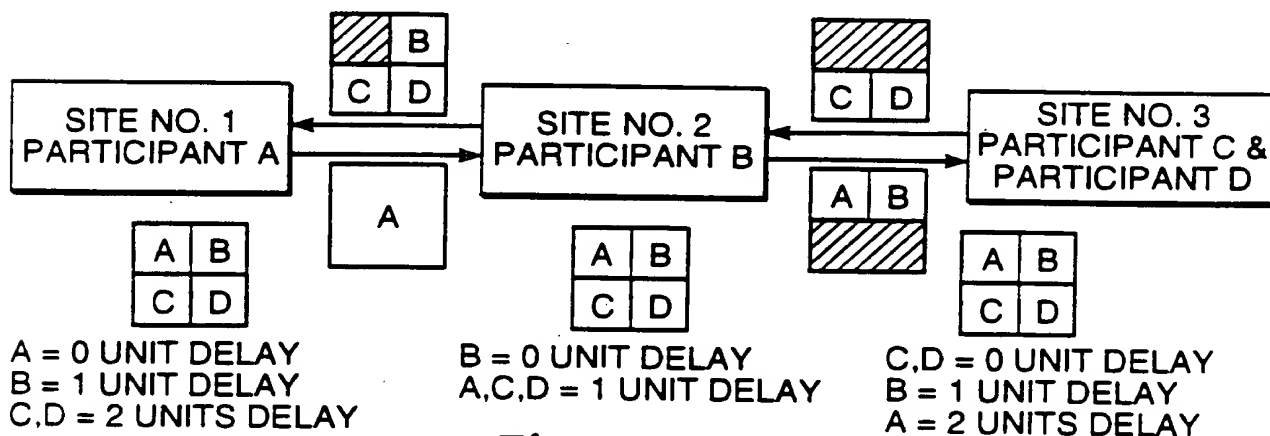 B
C D
C D
SITE NO. 1
PARTICIPANT A
SITE NO. 2
PARTICIPANT B
SITE NO. 3
PARTICIPANT C &
PARTICIPANT D
A
A B
A B
C D
A B
C D
A B
C D
A = 0 UNIT DELAY
B = 1 UNIT DELAY
C,D = 2 UNITS DELAY
B = 0 UNIT DELAY
A,C,D = 1 UNIT DELAY
C,D = 0 UNIT DELAY
B = 1 UNIT DELAY
A = 2 UNITS DELAY